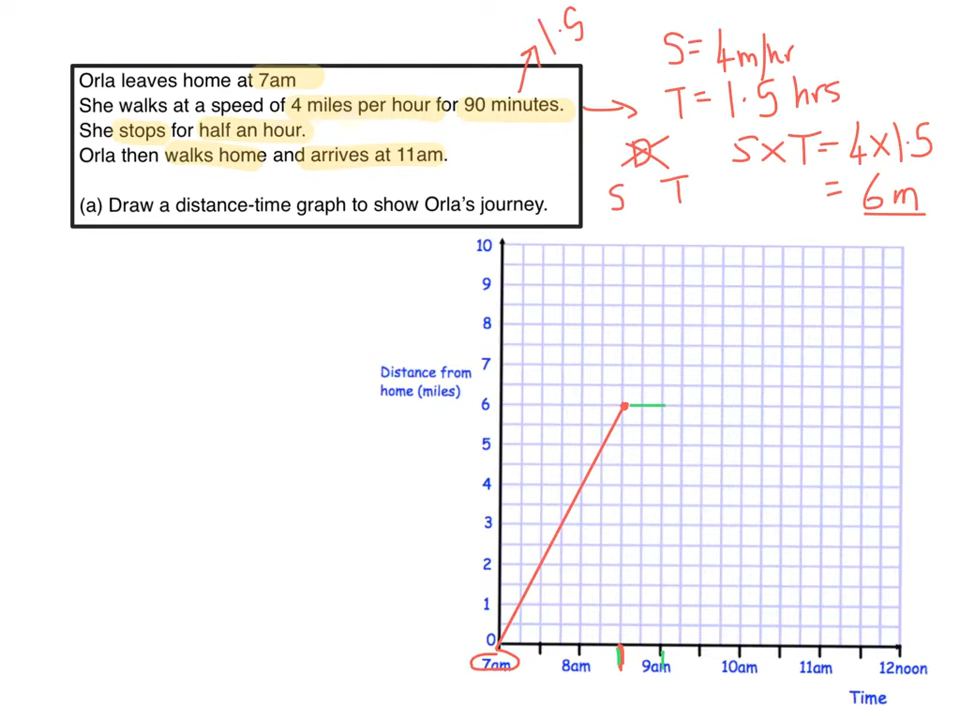 1.5
Orla leaves home at 7am
She walks at a speed of 4 miles per hour for 90 minutes.
She stops for half an hour.
Orla then walks home and arrives at 11am.
(a) Draw a distance-time graph to show Orla's journey.
S= 4m/hr
T= 1.5 hrs
D
S T
S×T= 4×1.5
= 6m
10
9
8
7
Distance from
home (miles)
6
5
4
3
2
1
0
7am 8am 9am 10am 11am 12noon
Time